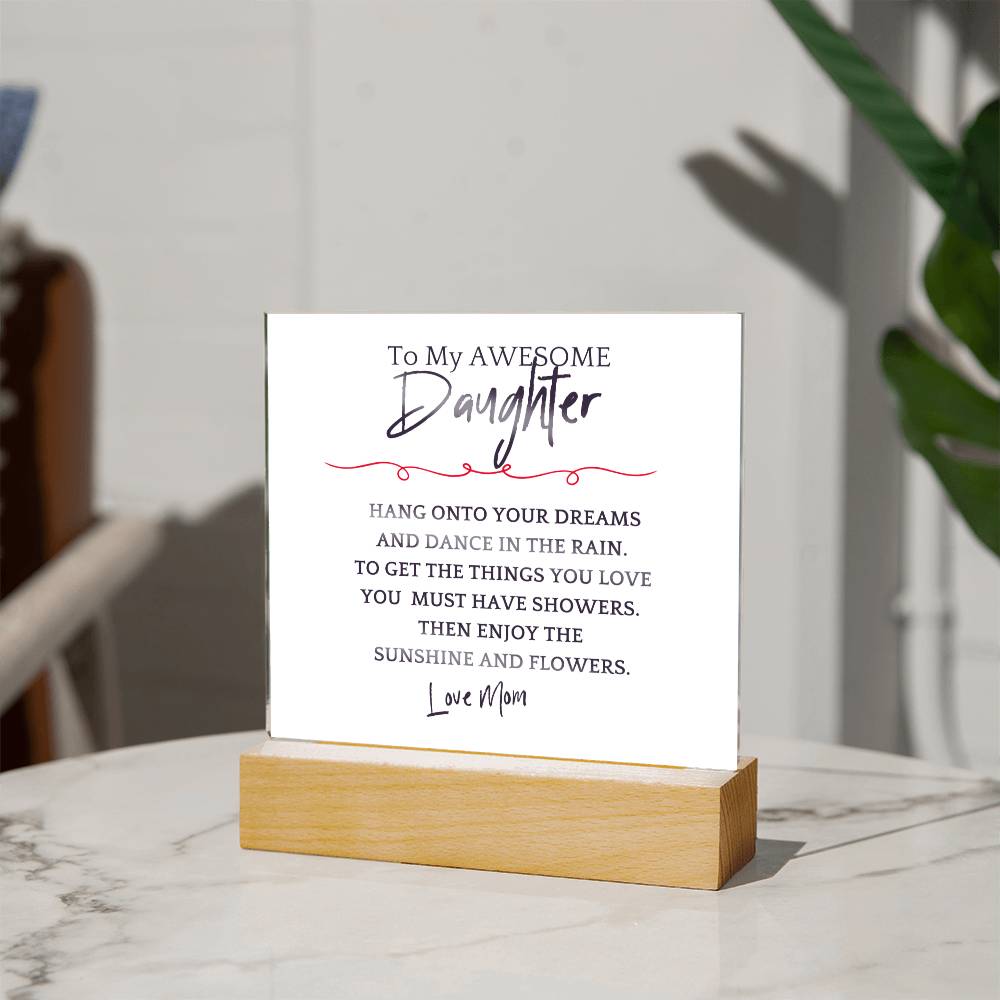 To My AWESOME
Daughter
HANG ONTO YOUR DREAMS
AND DANCE IN THE RAIN.
TO GET THE THINGS YOU LOVE
YOU MUST HAVE SHOWERS.
THEN ENJOY THE
SUNSHINE AND FLOWERS.
Love Mom